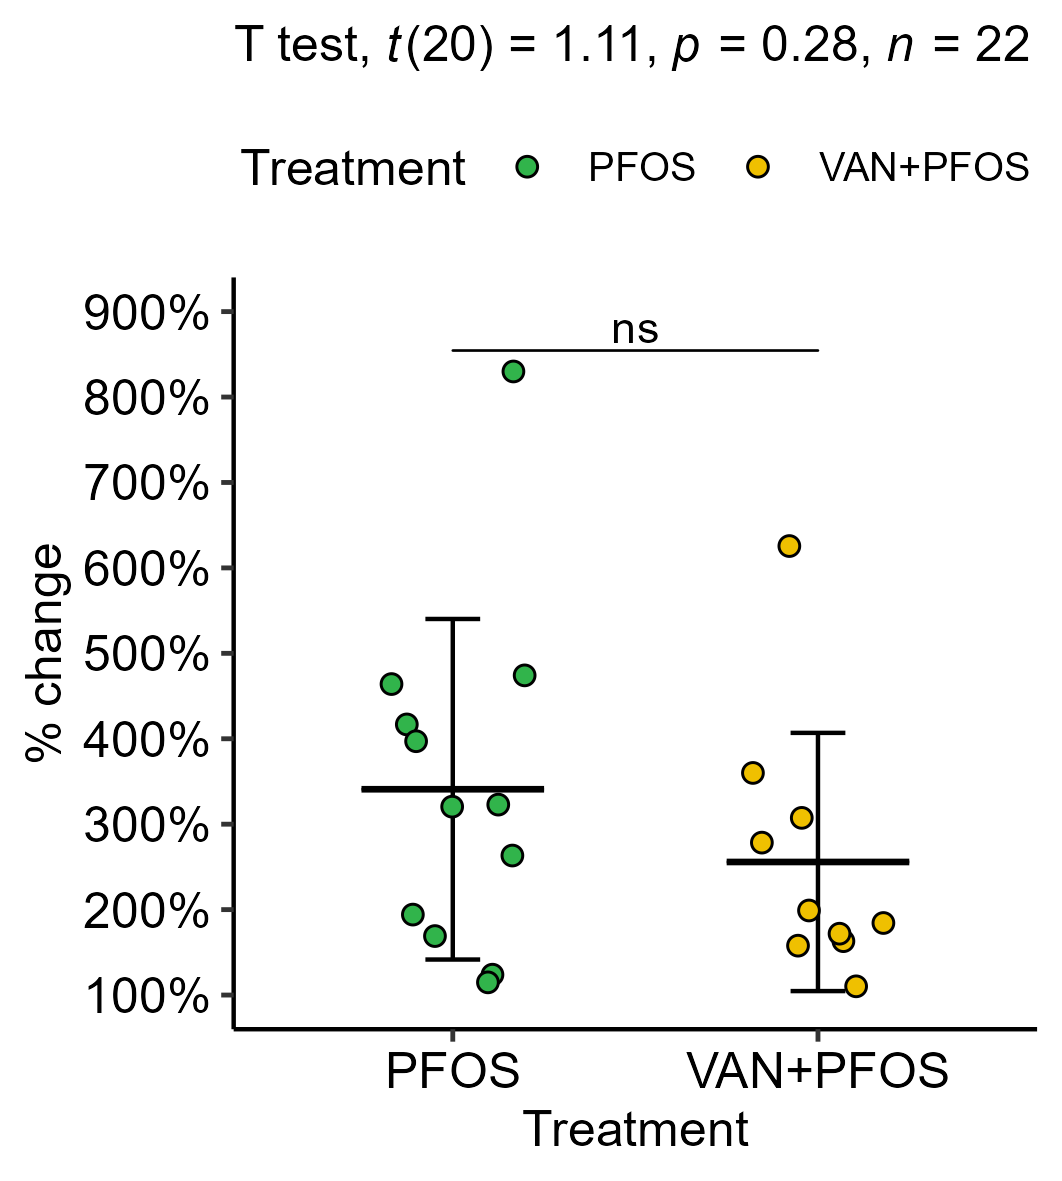 T test, t(20) = 1.11, p = 0.28, n = 22
Treatment PFOS VAN+PFOS
900%
ns
800%
700%
600%
500%
400%
300%
200%
100%
% change
PFOS VAN+PFOS
Treatment